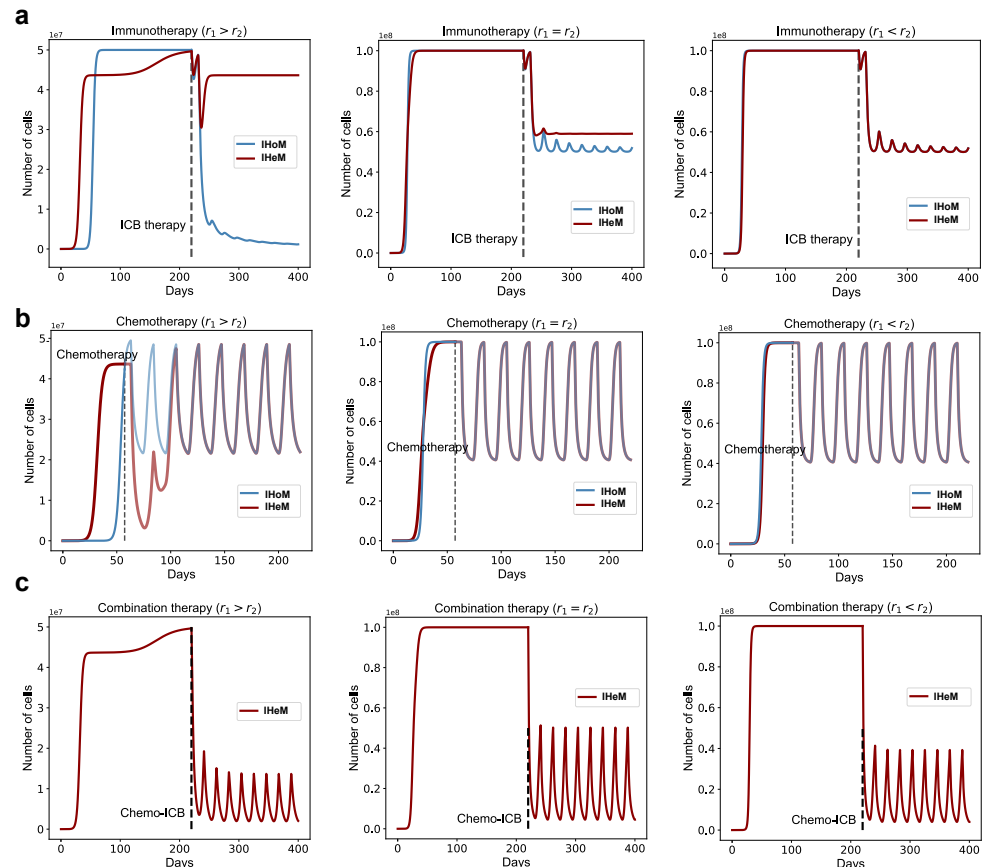 a
Immunotherapy (r₁ > r₂)
1e7
Number of cells
5
4
3
2
1
0
IHoM
IHeM
ICB therapy
0 100 200 300 400
Days
Immunotherapy (r₁ = r₂)
1e8
Number of cells
1.0
0.8
0.6
0.4
0.2
0.0
IHoM
IHeM
ICB therapy
0 100 200 300 400
Days
Immunotherapy (r₁ < r₂)
1e8
Number of cells
1.0
0.8
0.6
0.4
0.2
0.0
IHoM
IHeM
ICB therapy
0 100 200 300 400
Days
b
Chemotherapy (r₁ > r₂)
1e7
Number of cells
5
4
3
2
1
0
Chemotherapy
IHoM
IHeM
0 50 100 150 200
Days
Chemotherapy (r₁ = r₂)
1e8
Number of cells
1.0
0.8
0.6
0.4
0.2
0.0
Chemotherapy
IHoM
IHeM
0 50 100 150 200
Days
Chemotherapy (r₁ < r₂)
1e8
Number of cells
1.0
0.8
0.6
0.4
0.2
0.0
Chemotherapy
IHoM
IHeM
0 50 100 150 200
Days
c
Combination therapy (r₁ > r₂)
1e7
Number of cells
5
4
3
2
1
0
IHeM
Chemo-ICB
0 100 200 300 400
Days
Combination therapy (r₁ = r₂)
1e8
Number of cells
1.0
0.8
0.6
0.4
0.2
0.0
IHeM
Chemo-ICB
0 100 200 300 400
Days
Combination therapy (r₁ < r₂)
1e8
Number of cells
1.0
0.8
0.6
0.4
0.2
0.0
IHeM
Chemo-ICB
0 100 200 300 400
Days